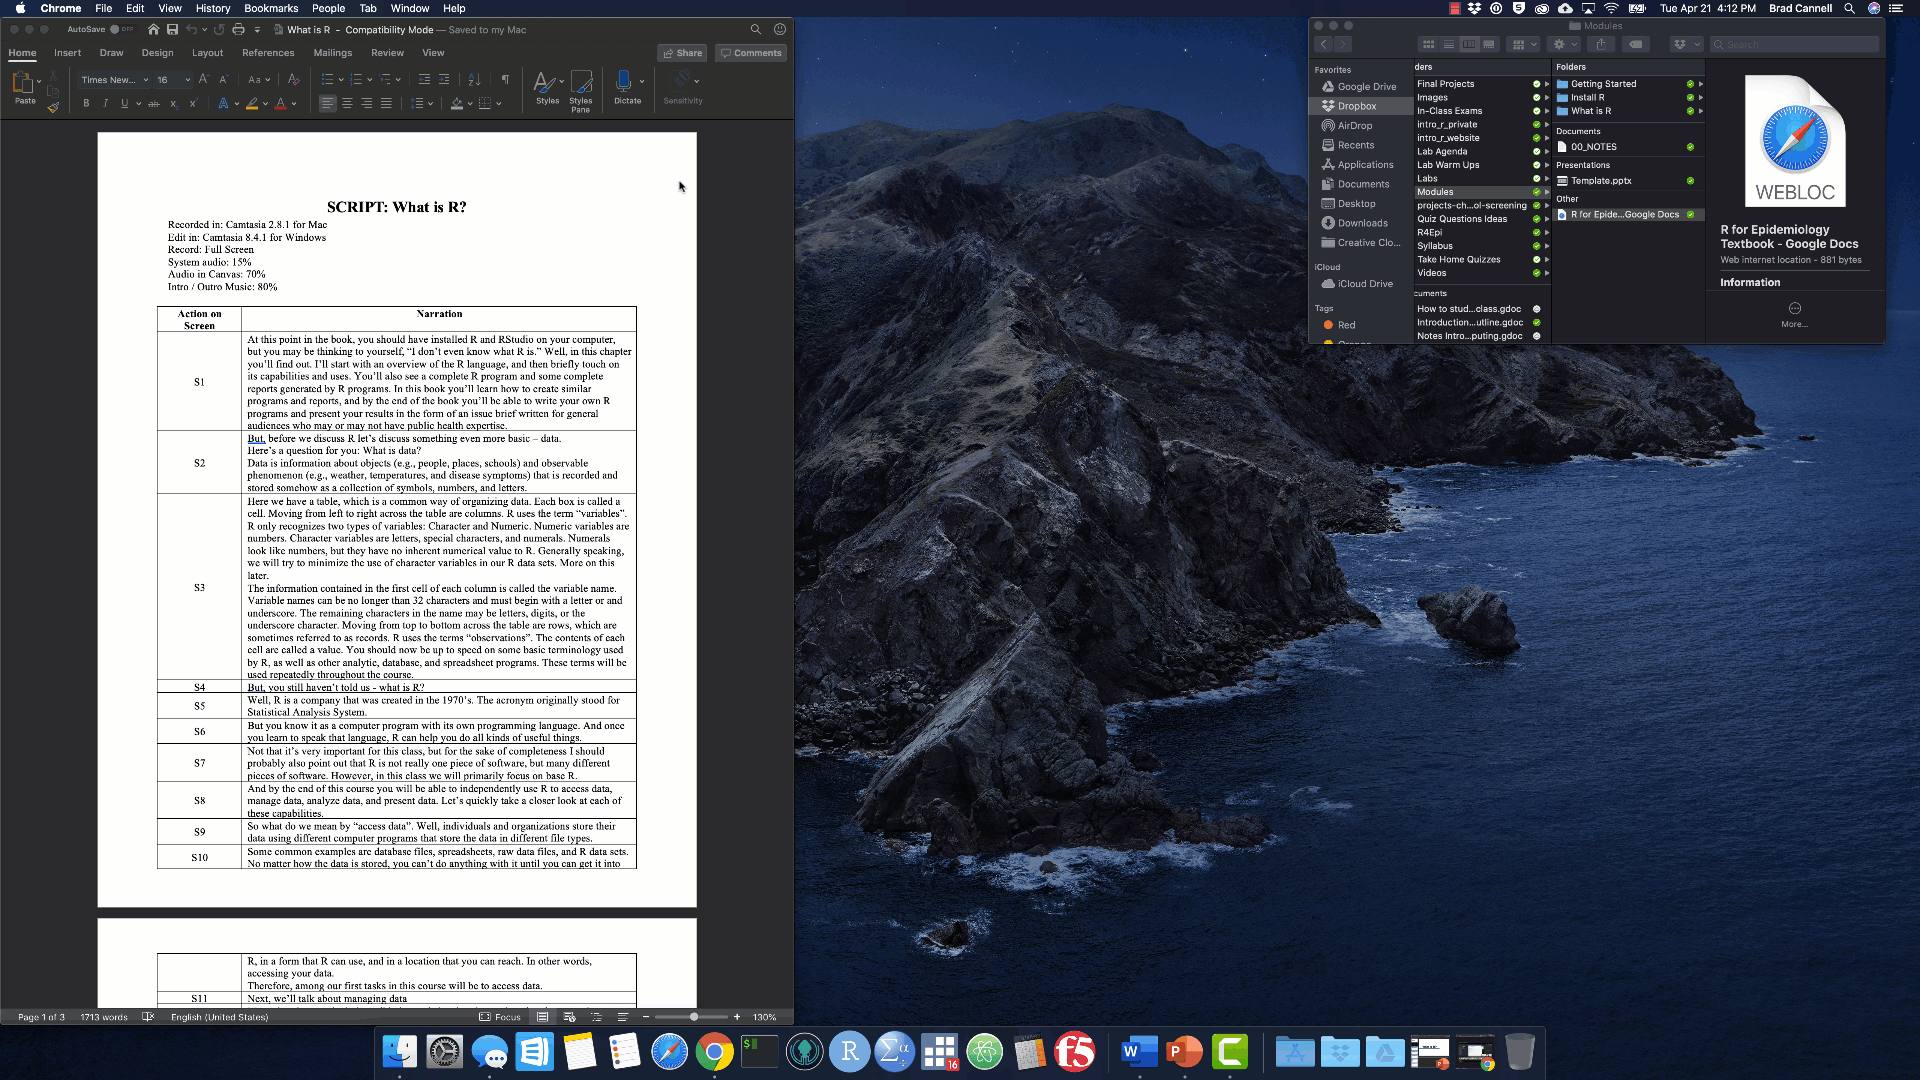 Chrome File Edit View History Bookmarks People Tab Window Help
Tue Apr 21 4:12 PM Brad Cannell
AutoSave OFF
What is R - Compatibility Mode — Saved to my Mac
Home Insert Draw Design Layout References Mailings Review View
Share Comments
Paste
Times New... 16
Styles
Styles Pane
Dictate
Sensitivity
SCRIPT: What is R?
Recorded in: Camtasia 2.8.1 for Mac
Edit in: Camtasia 8.4.1 for Windows
Record: Full Screen
System audio: 15%
Audio in Canvas: 70%
Intro / Outro Music: 80%
Action on Screen
Narration
S1
At this point in the book, you should have installed R and RStudio on your computer,
but you may be thinking to yourself, “I don’t even know what R is.” Well, in this chapter
you’ll find out. I’ll start with an overview of the R language, and then briefly touch on
its capabilities and uses. You’ll also see a complete R program and some complete
reports generated by R programs. In this book you’ll learn how to create similar
programs and reports, and by the end of the book you’ll be able to write your own R
programs and present your results in the form of an issue brief written for general
audiences who may or may not have public health expertise.
S2
But, before we discuss R let’s discuss something even more basic – data.
Here’s a question for you: What is data?
Data is information about objects (e.g., people, places, schools) and observable
phenomenon (e.g., weather, temperatures, and disease symptoms) that is recorded and
stored somehow as a collection of symbols, numbers, and letters.
S3
Here we have a table, which is a common way of organizing data. Each box is called a
cell. Moving from left to right across the table are columns. R uses the term “variables”.
R only recognizes two types of variables: Character and Numeric. Numeric variables are
numbers. Character variables are letters, special characters, and numerals. Numerals
look like numbers, but they have no inherent numerical value to R. Generally speaking,
we will try to minimize the use of character variables in our R data sets. More on this
later.
The information contained in the first cell of each column is called the variable name.
Variable names can be no longer than 32 characters and must begin with a letter or and
underscore. The remaining characters in the name may be letters, digits, or the
underscore character. Moving from top to bottom across the table are rows, which are
sometimes referred to as records. R uses the terms “observations”. The contents of each
cell are called a value. You should now be up to speed on some basic terminology used
by R, as well as other analytic, database, and spreadsheet programs. These terms will be
used repeatedly throughout the course.
S4
But, you still haven’t told us - what is R?
S5
Well, R is a company that was created in the 1970’s. The acronym originally stood for
Statistical Analysis System.
S6
But you know it as a computer program with its own programming language. And once
you learn to speak that language, R can help you do all kinds of useful things.
S7
Not that it’s very important for this class, but for the sake of completeness I should
probably also point out that R is not really one piece of software, but many different
pieces of software. However, in this class we will primarily focus on base R.
S8
And by the end of this course you will be able to independently use R to access data,
manage data, analyze data, and present data. Let’s quickly take a closer look at each of
these capabilities.
S9
So what do we mean by “access data”. Well, individuals and organizations store their
data using different computer programs that store the data in different file types.
S10
Some common examples are database files, spreadsheets, raw data files, and R data sets.
No matter how the data is stored, you can’t do anything with it until you can get it into
R, in a form that R can use, and in a location that you can reach. In other words,
accessing your data.
Therefore, among our first tasks in this course will be to access data.
S11
Next, we’ll talk about managing data
Page 1 of 3 1713 words English (United States) Focus 130%
Modules
Search
Favorites
Google Drive
Dropbox
AirDrop
Recents
Applications
Documents
Desktop
Downloads
Creative Clo...
iCloud
iCloud Drive
Tags
Red
ders
Final Projects
Images
In-Class Exams
intro_r_private
intro_r_website
Lab Agenda
Lab Warm Ups
Labs
Modules
projects-ch...ol-screening
Quiz Questions Ideas
R4Epi
Syllabus
Take Home Quizzes
Videos
cuments
How to stud...class.gdoc
Introduction...utline.gdoc
Notes Intro...puting.gdoc
Folders
Getting Started
Install R
What is R
Documents
00_NOTES
Presentations
Template.pptx
Other
R for Epide...Google Docs
WEBLOC
R for Epidemiology
Textbook - Google Docs
Web internet location - 881 bytes
Information
More...
$
R
Σα
16
f5
W
P
C